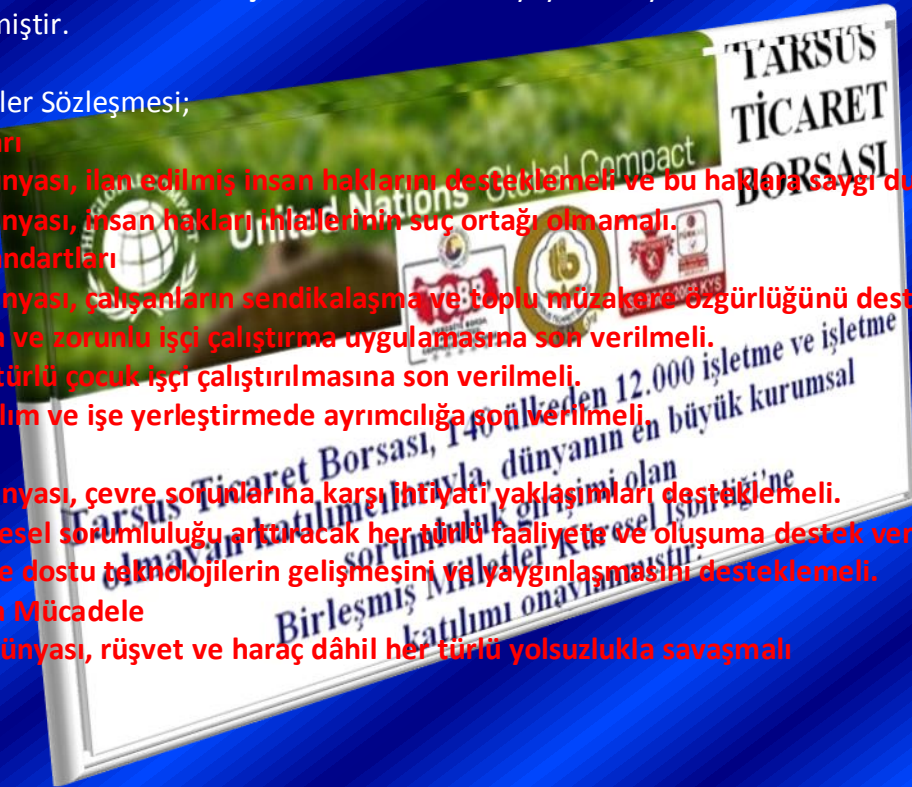 miştir.
ler Sözleşmesi;
arı
nyası, ilan edilmiş insan haklarını desteklemeli ve bu haklara saygı du
nyası, insan hakları ihlallerinin suç ortağı olmamalı.
ndartları
nyası, çalışanların sendikalaşma ve toplu müzakere özgürlüğünü dest
a ve zorunlu işçi çalıştırma uygulamasına son verilmeli.
türlü çocuk işçi çalıştırılmasına son verilmeli.
lım ve işe yerleştirmede ayrımcılığa son verilmeli.
nyası, çevre sorunlarına karşı ihtiyati yaklaşımları desteklemeli.
esel sorumluluğu arttıracak her türlü faaliyete ve oluşuma destek ver
e dostu teknolojilerin gelişmesini ve yaygınlaşmasını desteklemeli.
a Mücadele
ünyası, rüşvet ve haraç dâhil her türlü yolsuzlukla savaşmalı
TARSUS
TİCARET
BORSASI
United Nations Global Compact
TOBB
Tarsus Ticaret Borsası, 140 ülkeden 12.000 işletme ve işletme
olmayan katılımcılarıyla, dünyanın en büyük kurumsal
sorumluluk girişimi olan
Birleşmiş Milletler Küresel İşbirliği'ne
katılımı onaylanmıştır.